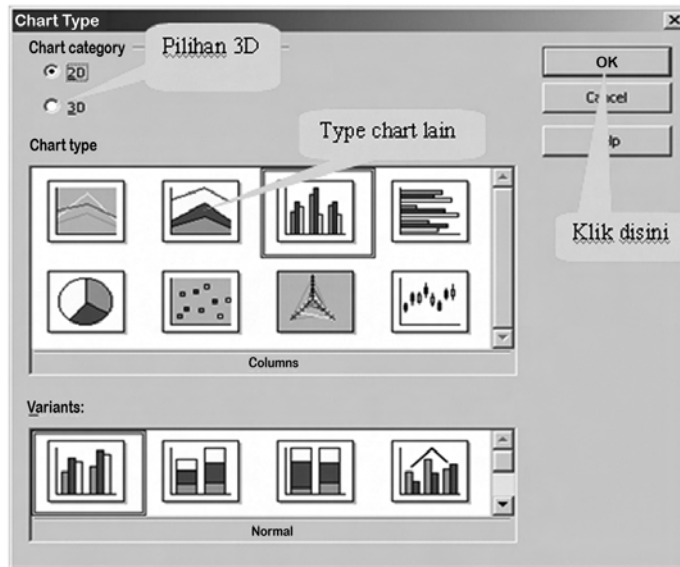 Chart Type
Chart category
Pilihan 3D
2D
3D
OK
Cancel
lp
Type chart lain
Chart type
Klik disini
Columns
Variants:
Normal